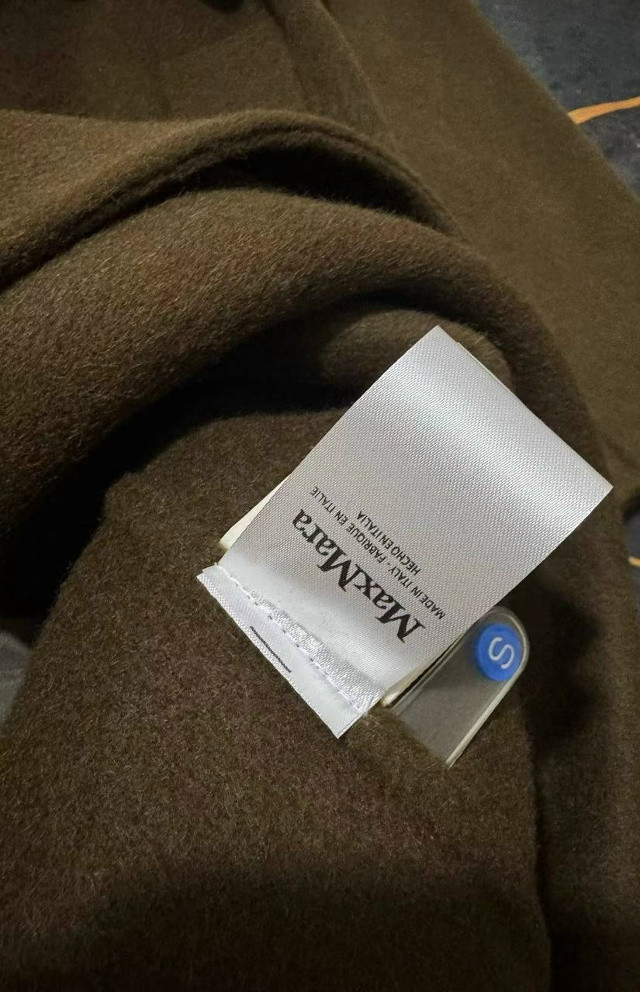 MaxMara
MADE IN ITALY - FABRIQUE EN ITALIE
HECHO EN ITALIA
S